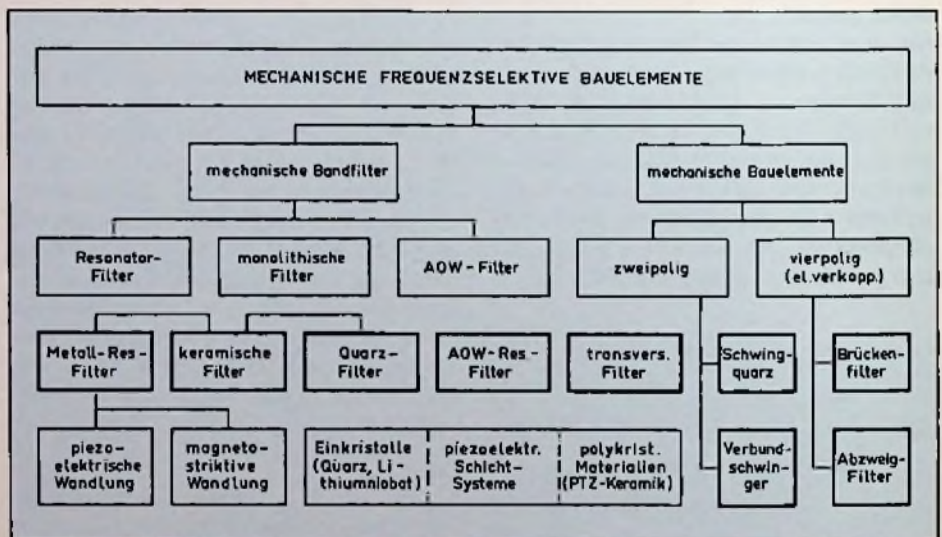 MECHANISCHE FREQUENZSELEKTIVE BAUELEMENTE
mechanische Bandfilter
mechanische Bauelemente
Resonator-
Filter
monolithische
Filter
AOW - Filter
zweipolig
vierpolig
(el.verkopp.)
Metall-Res-
Filter
keramische
Filter
Quarz-
Filter
AOW-Res.-
Filter
transvers.
Filter
Schwing-
quarz
Brücken-
filter
piezo-
elektrische
Wandlung
magneto-
striktive
Wandlung
Einkristalle
(Quarz, Li-
thiumniobat)
piezoelektr.
Schicht-
Systeme
polykrist.
Materialien
(PTZ-Keramik)
Verbund-
schwin-
ger
Abzweig-
Filter